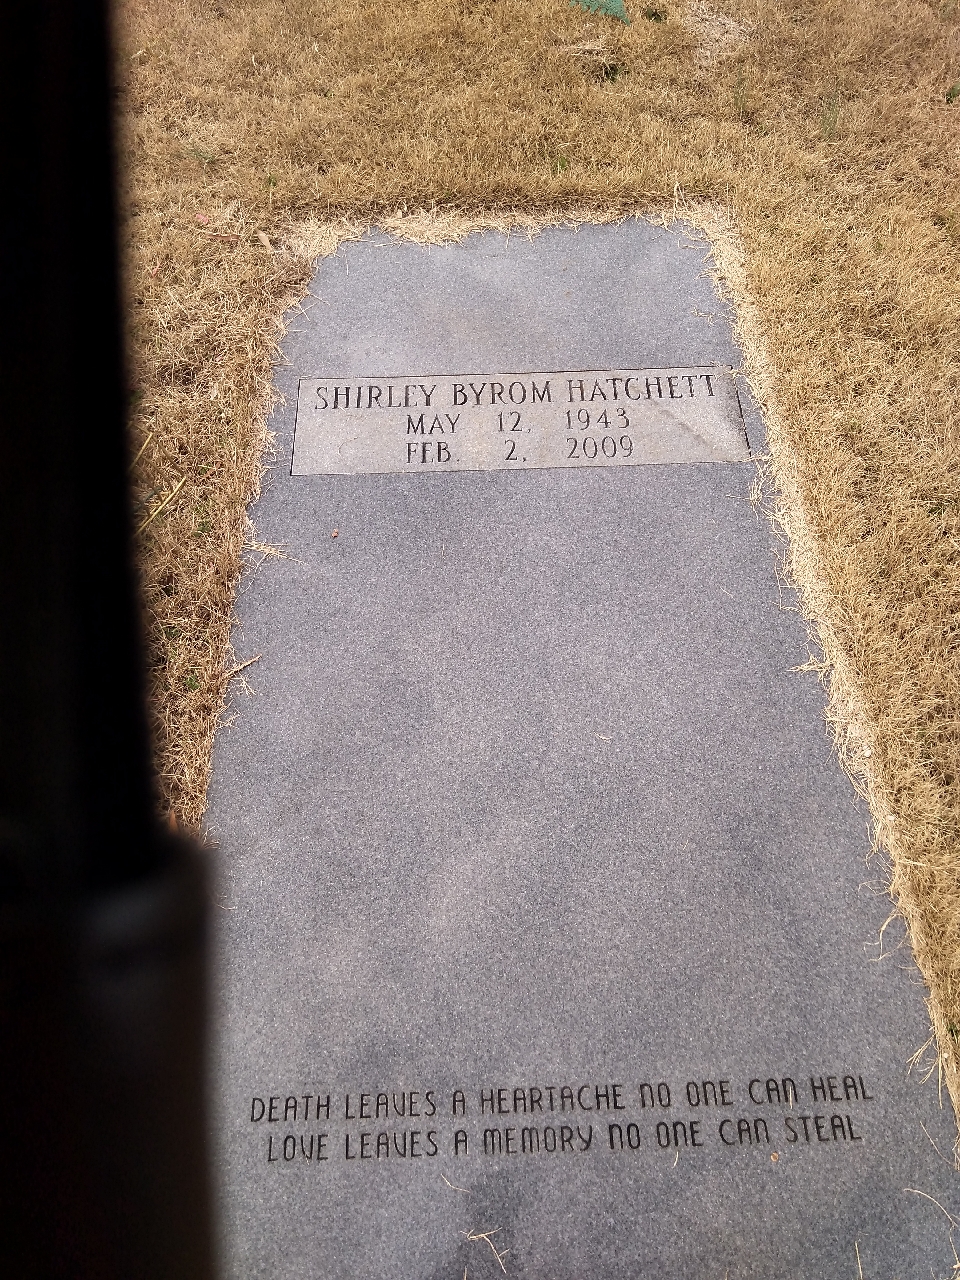 SHIRLEY BYROM HATCHETT
MAY 12, 1943
FEB. 2, 2009
DEATH LEAVES A HEARTACHE NO ONE CAN HEAL
LOVE LEAVES A MEMORY NO ONE CAN STEAL